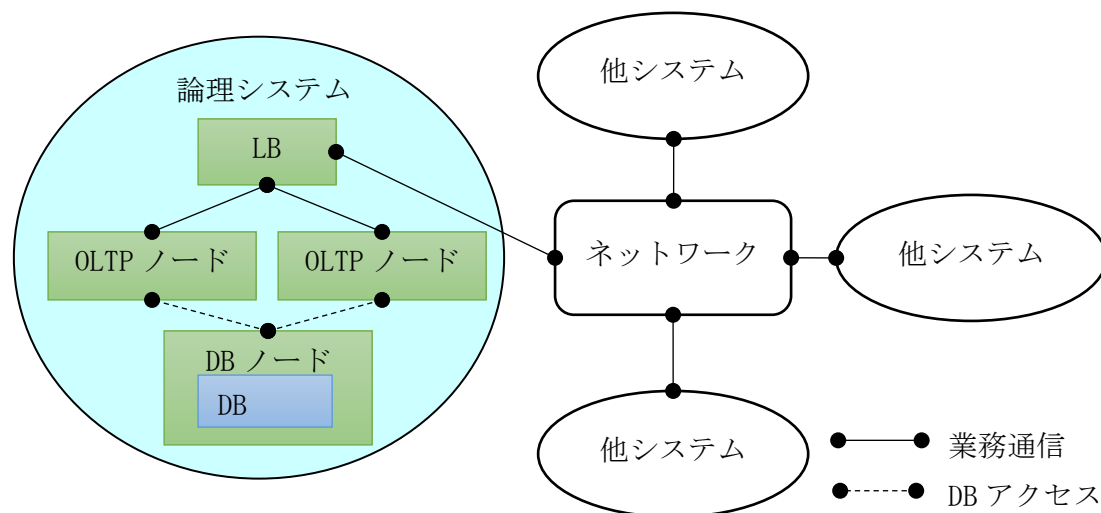 論理システム
LB
OLTP ノード
OLTP ノード
DB ノード
DB
他システム
ネットワーク
他システム
他システム
業務通信
DB アクセス